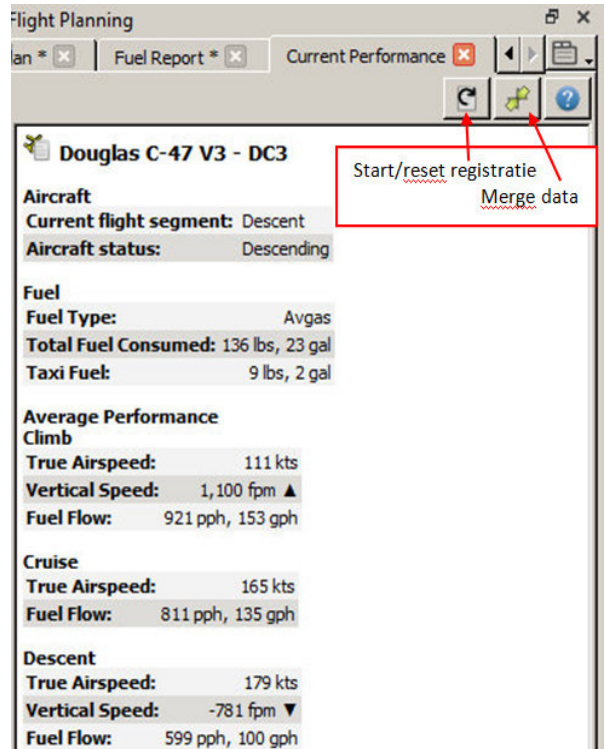 Flight Planning
lan *
Fuel Report *
Current Performance
Douglas C-47 V3 - DC3
Start/reset registratie
Merge data
Aircraft
Current flight segment: Descent
Aircraft status: Descending
Fuel
Fuel Type: Avgas
Total Fuel Consumed: 136 lbs, 23 gal
Taxi Fuel: 9 lbs, 2 gal
Average Performance
Climb
True Airspeed: 111 kts
Vertical Speed: 1,100 fpm ▲
Fuel Flow: 921 pph, 153 gph
Cruise
True Airspeed: 165 kts
Fuel Flow: 811 pph, 135 gph
Descent
True Airspeed: 179 kts
Vertical Speed: -781 fpm ▼
Fuel Flow: 599 pph, 100 gph